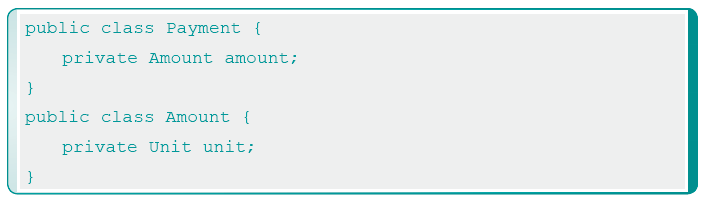 public class Payment {
    private Amount amount;
}
public class Amount {
    private Unit unit;
}